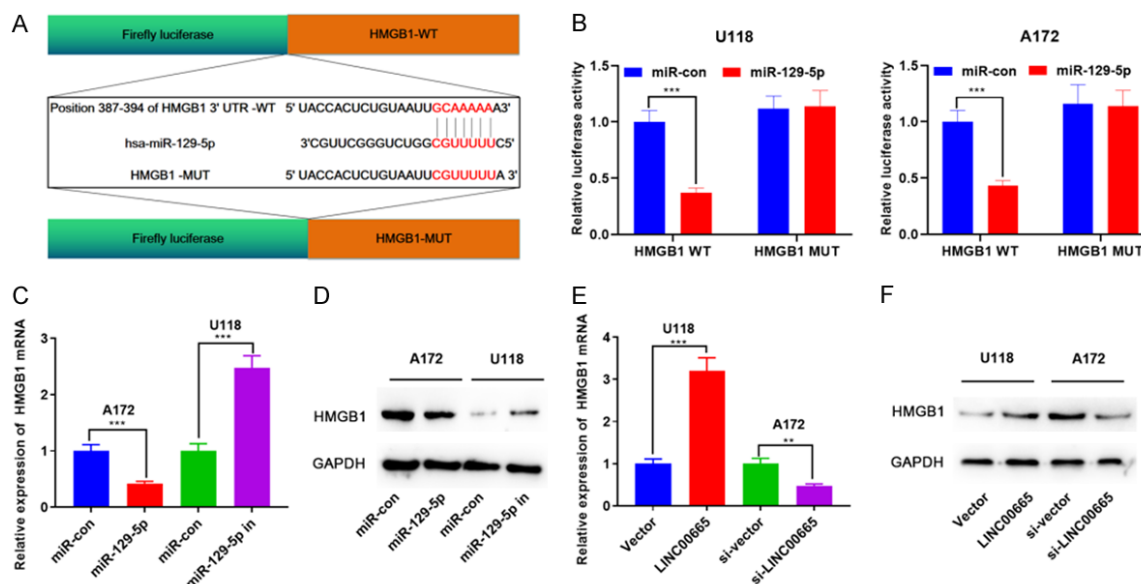 A
Firefly luciferase HMGB1-WT
Position 387-394 of HMGB1 3' UTR -WT 5' UACCACUCUGUAAUUGCAAAAAA3'
hsa-miR-129-5p 3'CGUUCGGGUCUGGCGUUUUUC5'
HMGB1 -MUT 5' UACCACUCUGUAAUUCGUUUUUA 3'
Firefly luciferase HMGB1-MUT
B
U118
miR-con miR-129-5p
Relative luciferase activity
1.5
1.0
0.5
0.0
***
HMGB1 WT HMGB1 MUT
A172
miR-con miR-129-5p
Relative luciferase activity
1.5
1.0
0.5
0.0
***
HMGB1 WT HMGB1 MUT
C
Relative expression of HMGB1 mRNA
3
2
1
0
A172
***
U118
***
miR-con
miR-129-5p
miR-con
miR-129-5p in
D
A172 U118
HMGB1
GAPDH
miR-con
miR-129-5p
miR-con
miR-129-5p in
E
Relative expression of HMGB1 mRNA
4
3
2
1
0
U118
***
A172
**
Vector
LINC00665
si-vector
si-LINC00665
F
U118 A172
HMGB1
GAPDH
Vector
LINC00665
si-vector
si-LINC00665